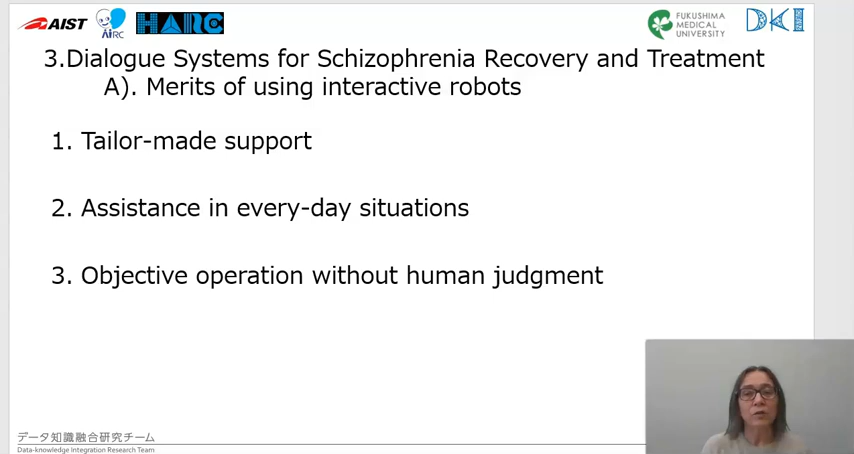 AIST
AiRC
HARC
FUKUSHIMA
MEDICAL
UNIVERSITY
DKI
3.Dialogue Systems for Schizophrenia Recovery and Treatment
A). Merits of using interactive robots
1. Tailor-made support
2. Assistance in every-day situations
3. Objective operation without human judgment
データ知識融合研究チーム
Data-knowledge Integration Research Team